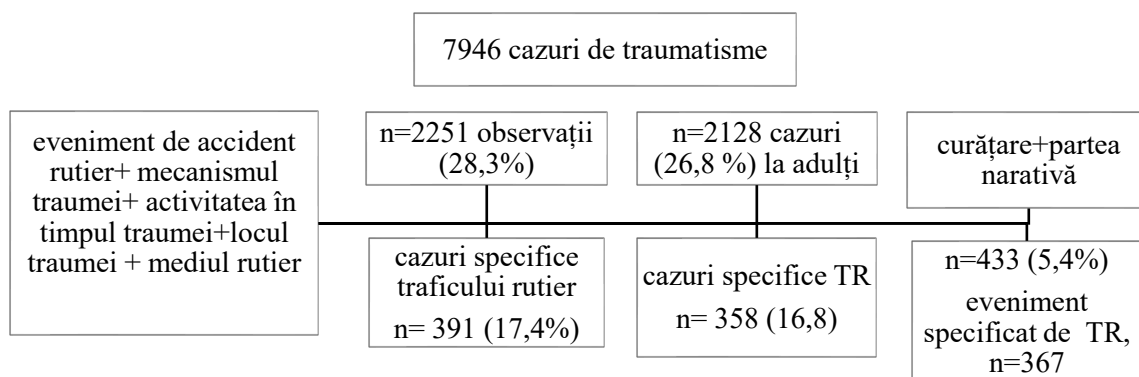 7946 cazuri de traumatisme
eveniment de accident
rutier+ mecanismul
traumei+ activitatea în
timpul traumei+locul
traumei + mediul rutier
n=2251 observații
(28,3%)
n=2128 cazuri
(26,8 %) la adulți
curățare+partea
narativă
cazuri specifice
traficului rutier
n= 391 (17,4%)
cazuri specifice TR
n= 358 (16,8)
n=433 (5,4%)
eveniment
specificat de TR,
n=367